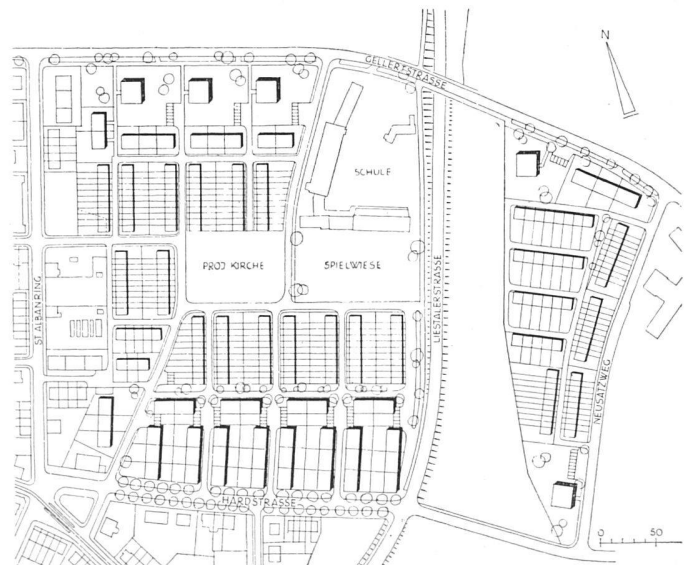 N
GELLERTSTRASSE
SCHULE
PROJ KIRCHE
SPIELWIESE
ST ALBANRING
LIESTALERSTRASSE
NEUSATZWEG
HARDSTRASSE
0 50